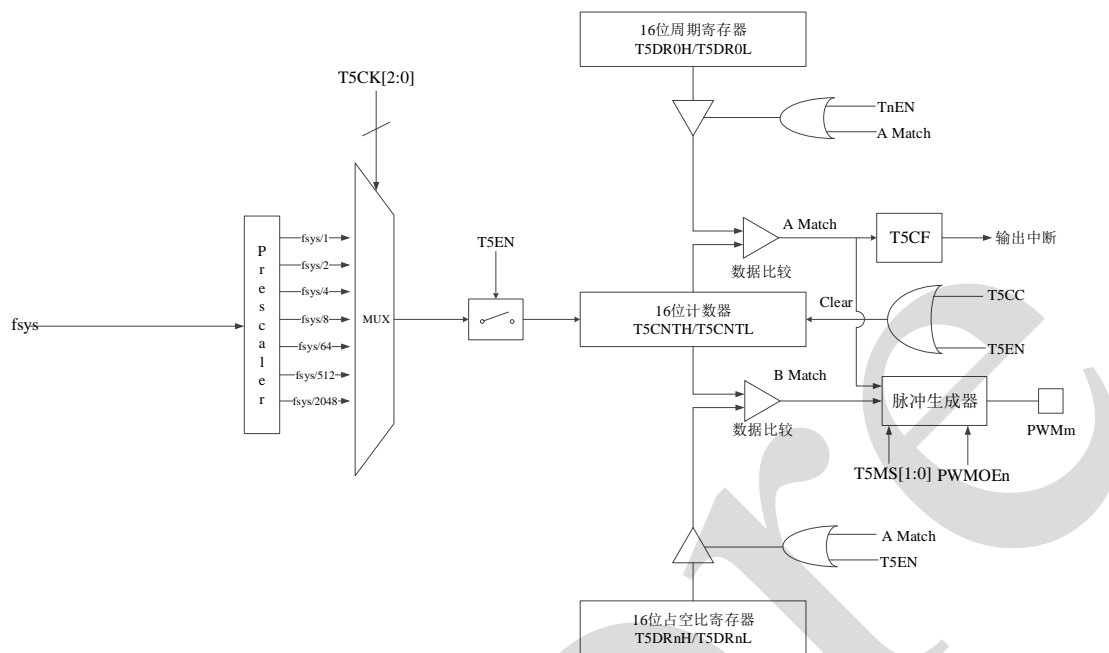 16位周期寄存器
T5DR0H/T5DR0L
T5CK[2:0]
TnEN
A Match
Prescaler
fsys/1
fsys/2
fsys/4
fsys/8
fsys/64
fsys/512
fsys/2048
fsys
MUX
T5EN
A Match
数据比较
T5CF
输出中断
16位计数器
T5CNTH/T5CNTL
Clear
T5CC
T5EN
B Match
数据比较
脉冲生成器
PWMm
T5MS[1:0]
PWMOEn
A Match
T5EN
16位占空比寄存器
T5DRnH/T5DRnL
re